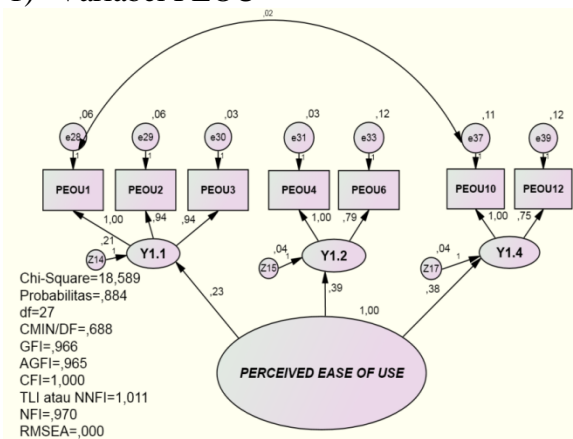 1) Variabel PEOU
,02
,06 ,06 ,03 ,03 ,12 ,11 ,12
e28 e29 e30 e31 e33 e37 e39
1 1 1 1 1 1 1
PEOU1 PEOU2 PEOU3 PEOU4 PEOU6 PEOU10 PEOU12
1,00 ,94 ,94 1,00 ,79 1,00 ,75
,21 ,04 ,04
Z14 1 Y1.1 Z15 1 Y1.2 Z17 1 Y1.4
,23 ,39 ,38
1,00
PERCEIVED EASE OF USE
Chi-Square=18,589
Probabilitas=,884
df=27
CMIN/DF=,688
GFI=,966
AGFI=,965
CFI=1,000
TLI atau NNFI=1,011
NFI=,970
RMSEA=,000